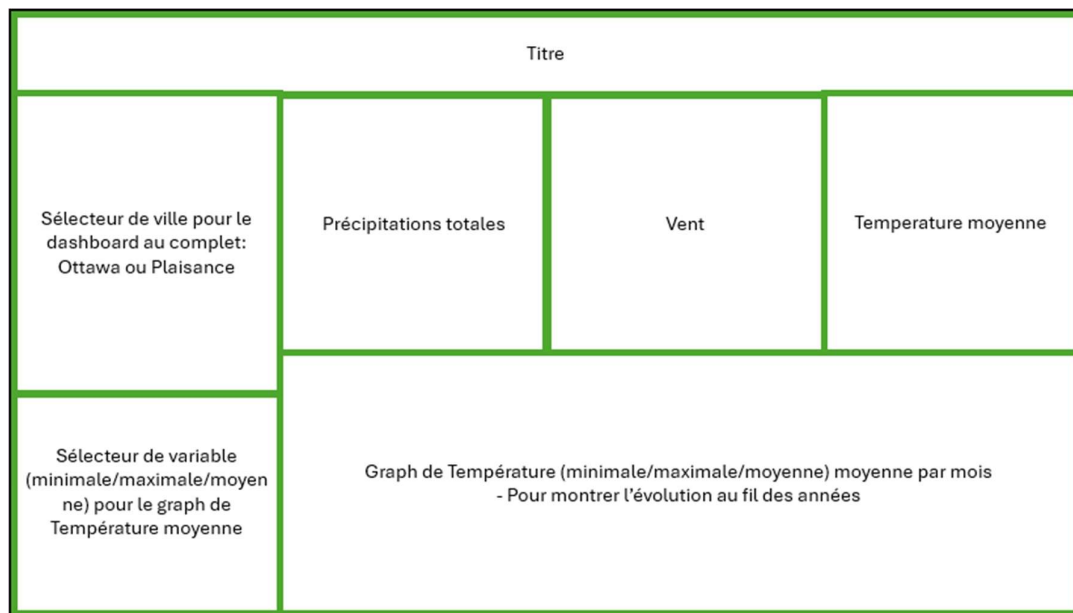 Titre
Sélecteur de ville pour le
dashboard au complet:
Ottawa ou Plaisance
Précipitations totales
Vent
Temperature moyenne
Sélecteur de variable
(minimale/maximale/moyen
ne) pour le graph de
Température moyenne
Graph de Température (minimale/maximale/moyenne) moyenne par mois
- Pour montrer l’évolution au fil des années